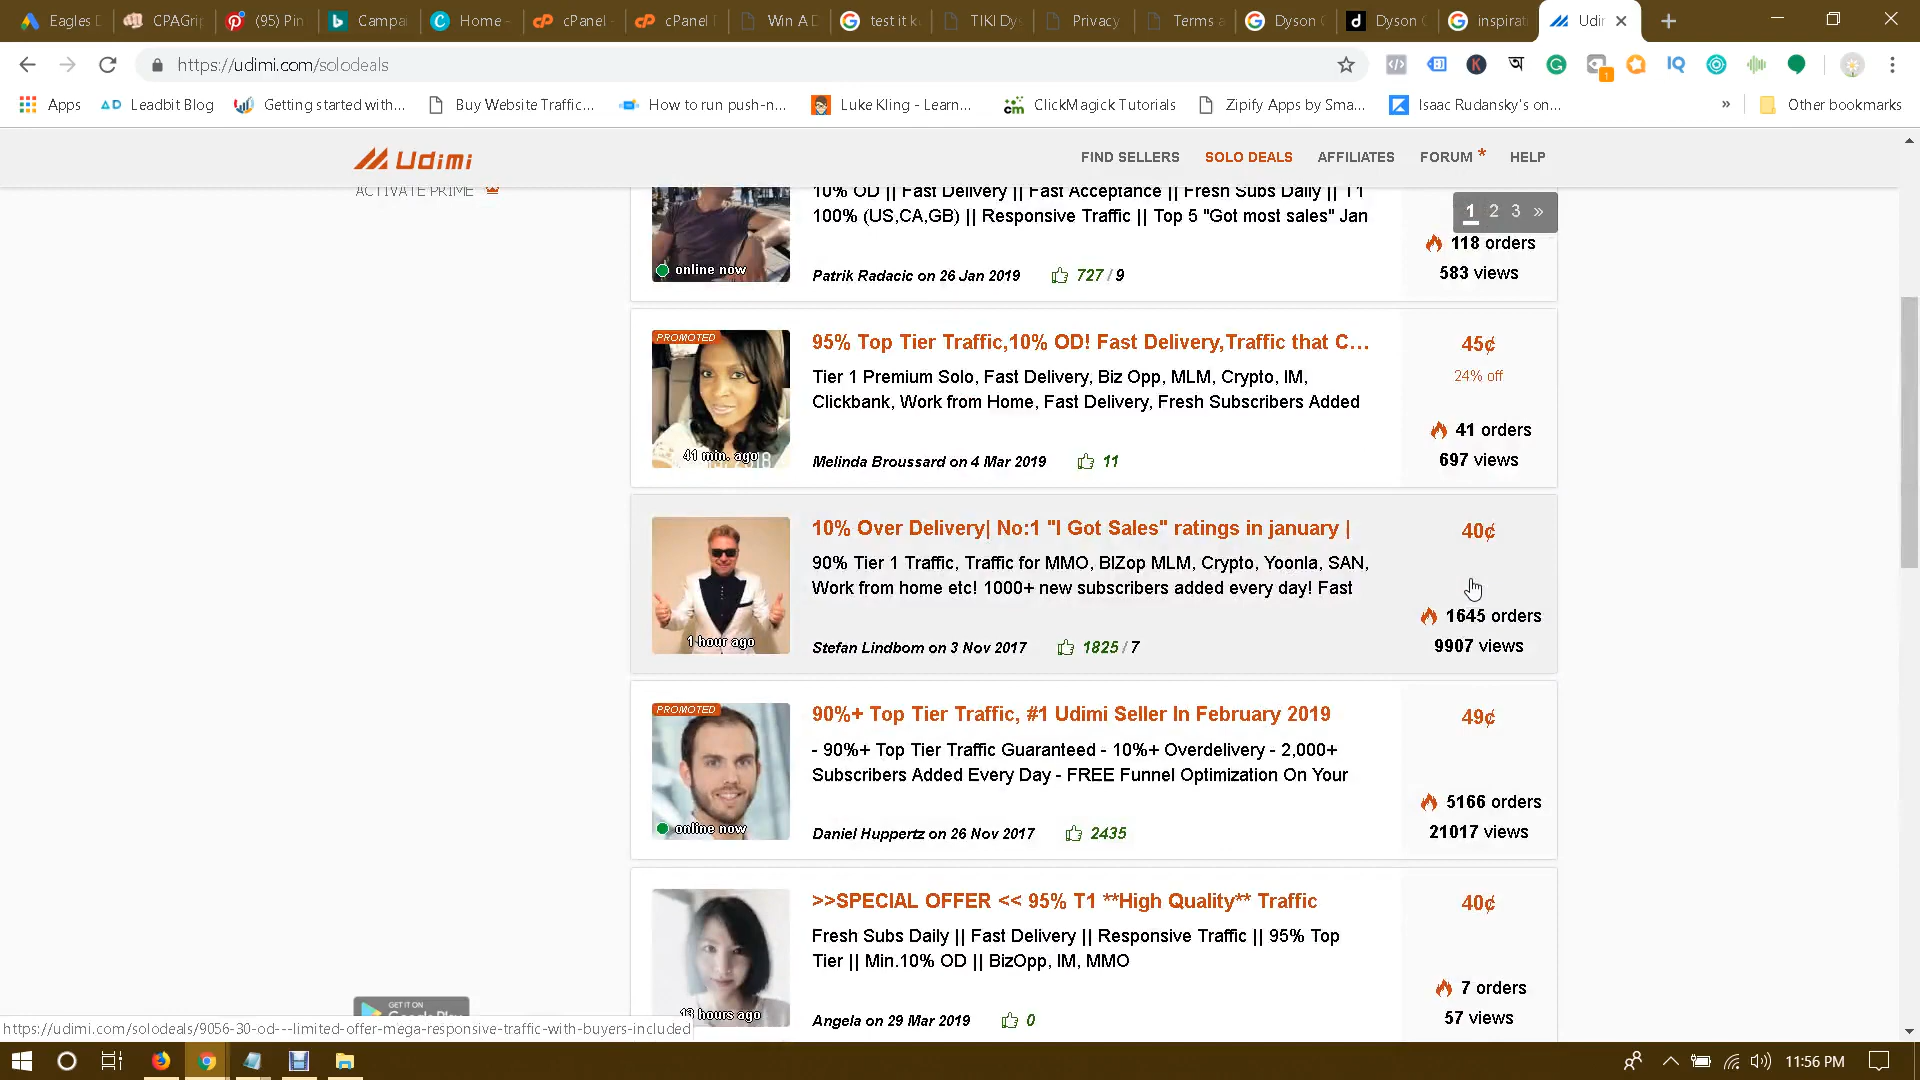 Eagles
CPAGri
(95) Pin
Campa
Home -
cPanel -
cPanel
Win A D
test it k
TIKI Dy
Privacy
Terms a
Dyson
Dyson
inspirat
Udi
https://udimi.com/solodeals
Apps
Leadbit Blog
Getting started with...
Buy Website Traffic...
How to run push-n...
Luke Kling - Learn...
ClickMagick Tutorials
Zipify Apps by Sma...
Isaac Rudansky's on...
»
Other bookmarks
Udimi
FIND SELLERS
SOLO DEALS
AFFILIATES
FORUM *
HELP
ACTIVATE PRIME
1 2 3 »
10% OD || Fast Delivery || Fast Acceptance || Fresh Subs Daily || T1
100% (US,CA,GB) || Responsive Traffic || Top 5 "Got most sales" Jan
online now
Patrik Radacic on 26 Jan 2019
727 / 9
118 orders
583 views
PROMOTED
41 min. ago
95% Top Tier Traffic,10% OD! Fast Delivery,Traffic that C...
Tier 1 Premium Solo, Fast Delivery, Biz Opp, MLM, Crypto, IM,
Clickbank, Work from Home, Fast Delivery, Fresh Subscribers Added
Melinda Broussard on 4 Mar 2019
11
45¢
24% off
41 orders
697 views
1 hour ago
10% Over Delivery| No:1 "I Got Sales" ratings in january |
90% Tier 1 Traffic, Traffic for MMO, BIZop MLM, Crypto, Yoonla, SAN,
Work from home etc! 1000+ new subscribers added every day! Fast
Stefan Lindbom on 3 Nov 2017
1825 / 7
40¢
1645 orders
9907 views
PROMOTED
online now
90%+ Top Tier Traffic, #1 Udimi Seller In February 2019
- 90%+ Top Tier Traffic Guaranteed - 10%+ Overdelivery - 2,000+
Subscribers Added Every Day - FREE Funnel Optimization On Your
Daniel Huppertz on 26 Nov 2017
2435
49¢
5166 orders
21017 views
13 hours ago
>>SPECIAL OFFER << 95% T1 **High Quality** Traffic
Fresh Subs Daily || Fast Delivery || Responsive Traffic || 95% Top
Tier || Min.10% OD || BizOpp, IM, MMO
Angela on 29 Mar 2019
0
40¢
7 orders
57 views
GET IT ON
Google Play
https://udimi.com/solodeals/9056-30-od---limited-offer-mega-responsive-traffic-with-buyers-included
11:56 PM